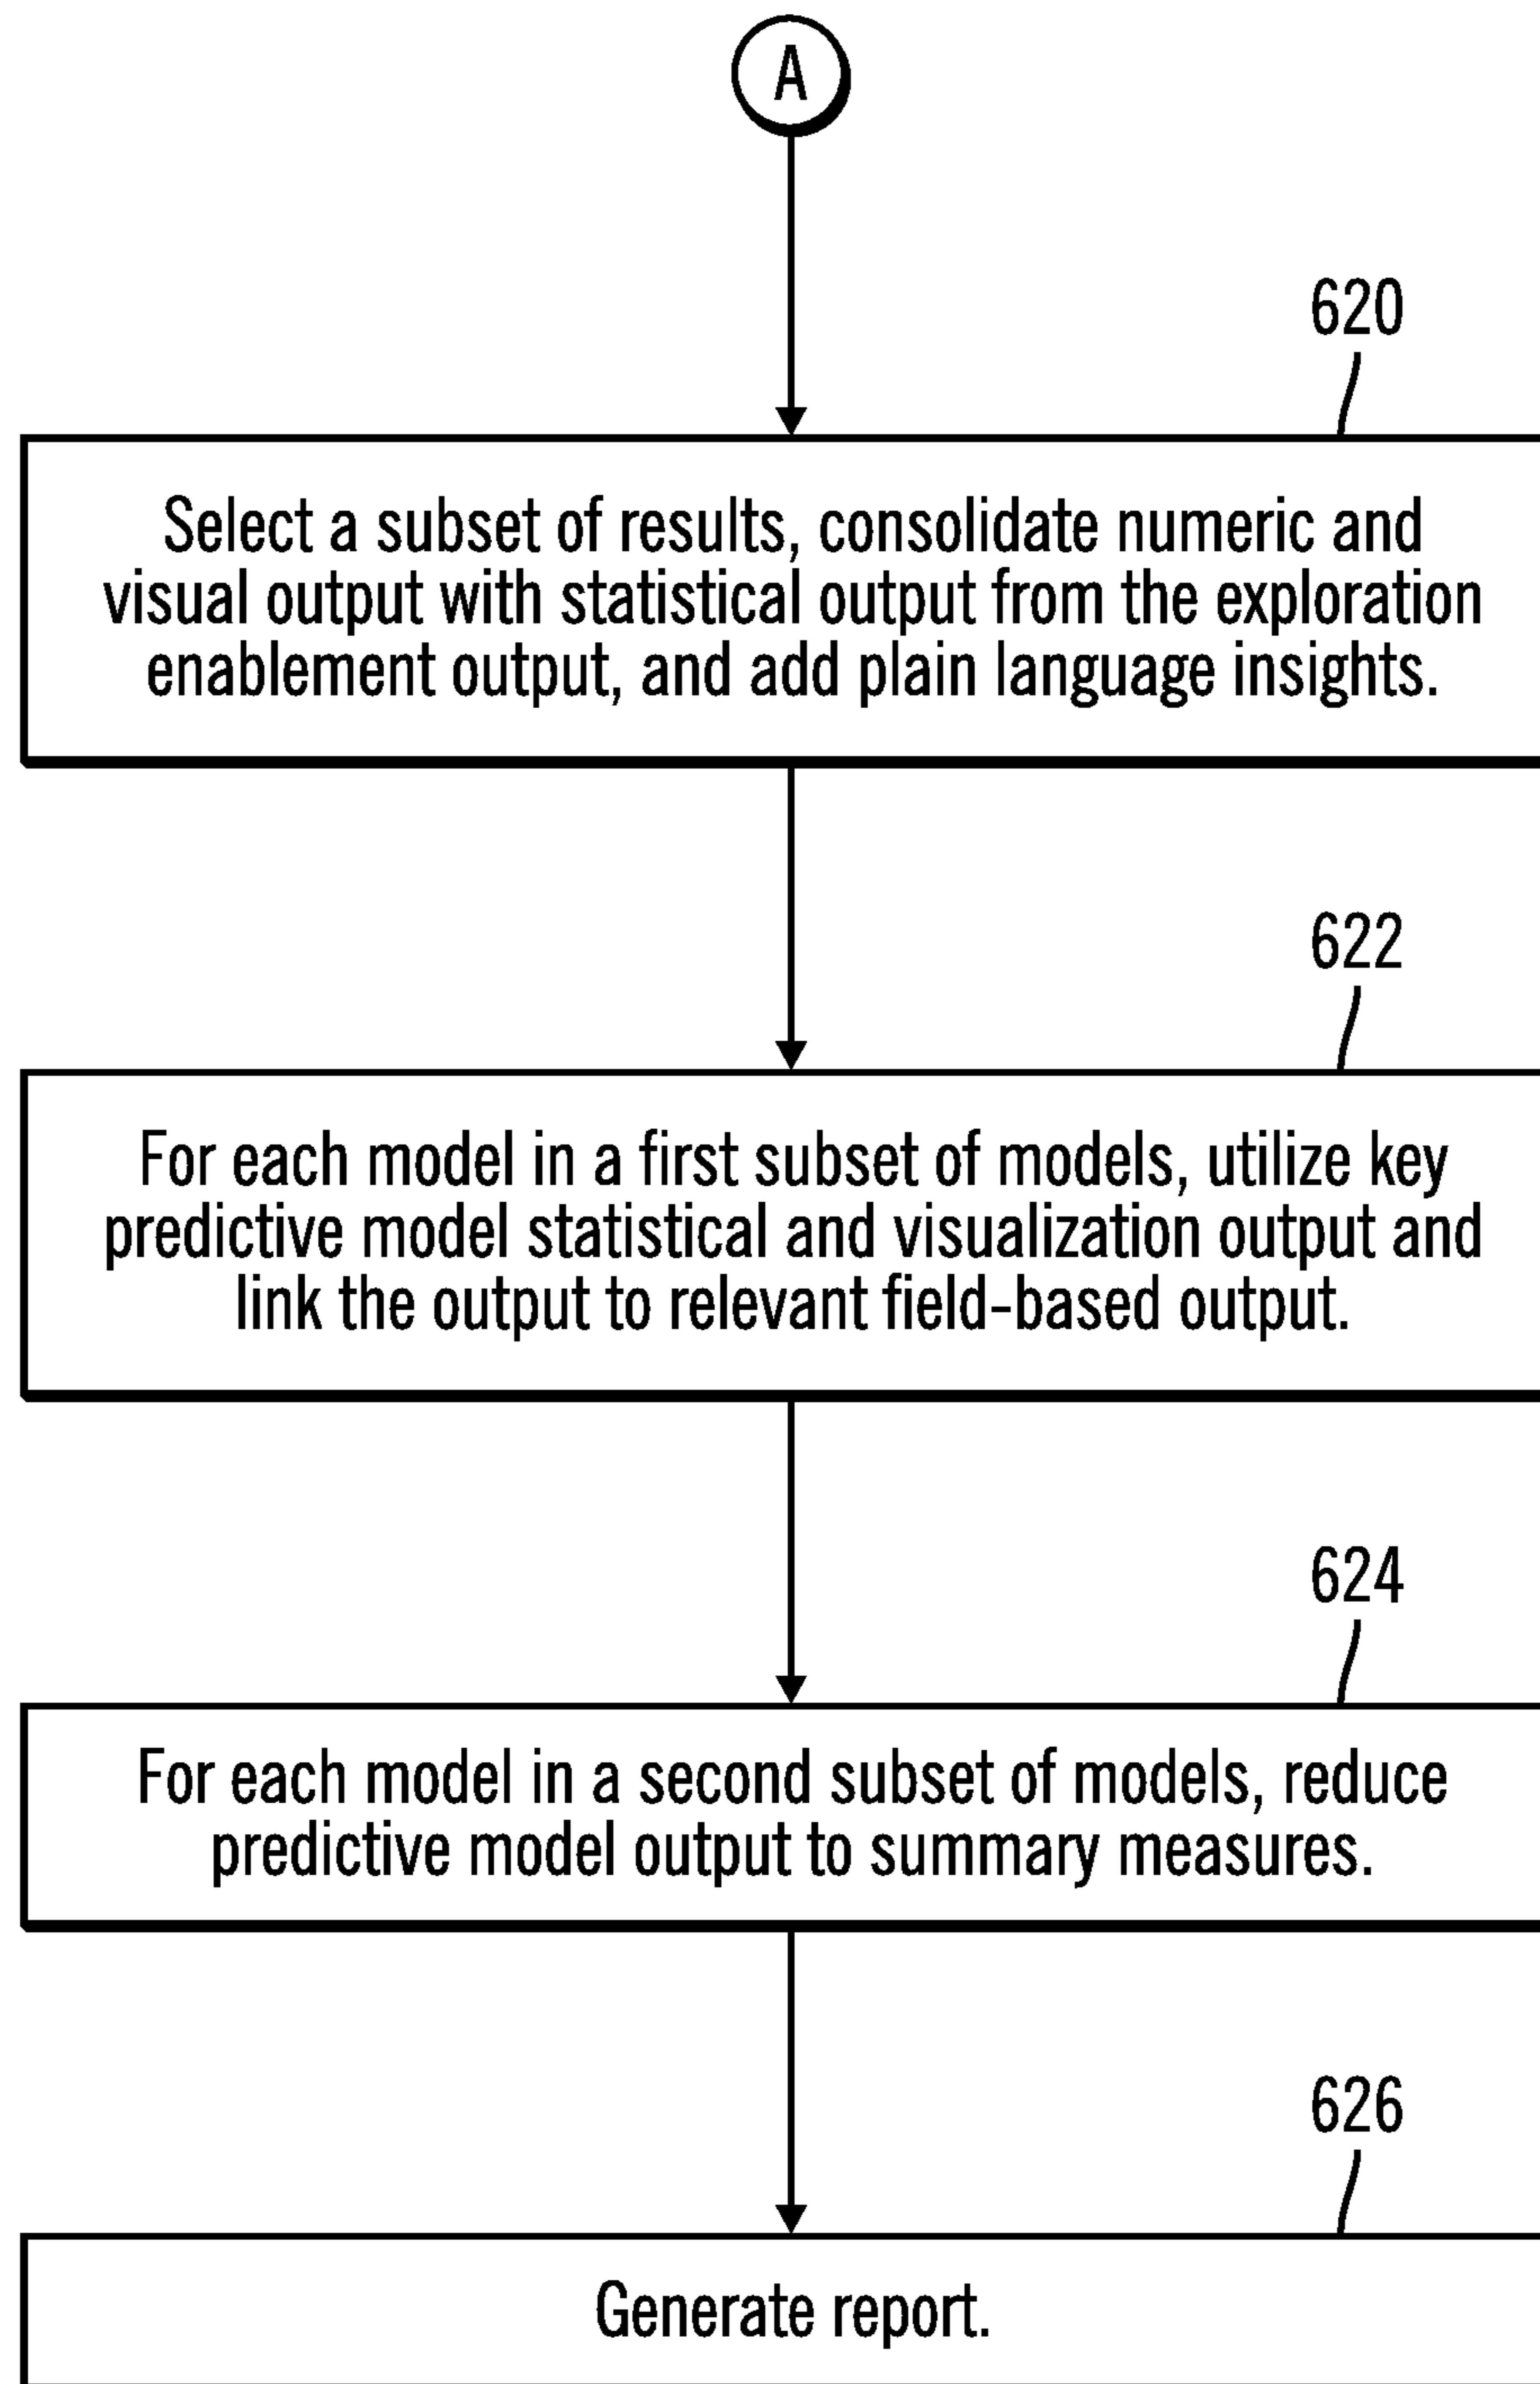 A
620
Select a subset of results, consolidate numeric and
visual output with statistical output from the exploration
enablement output, and add plain language insights.
622
For each model in a first subset of models, utilize key
predictive model statistical and visualization output and
link the output to relevant field-based output.
624
For each model in a second subset of models, reduce
predictive model output to summary measures.
626
Generate report.